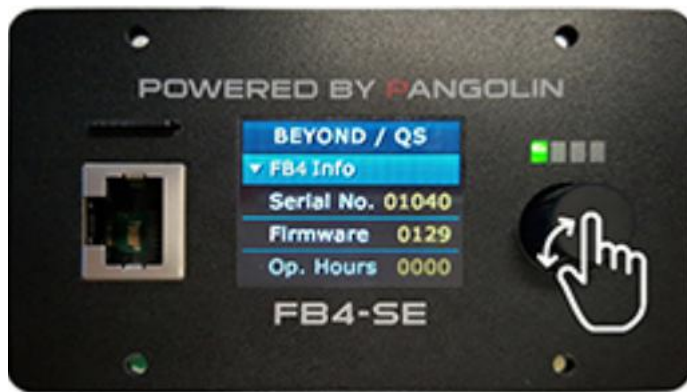 POWERED BY PANGOLIN
BEYOND / QS
FB4 Info
Serial No. 01040
Firmware 0129
Op. Hours 0000
FB4-SE